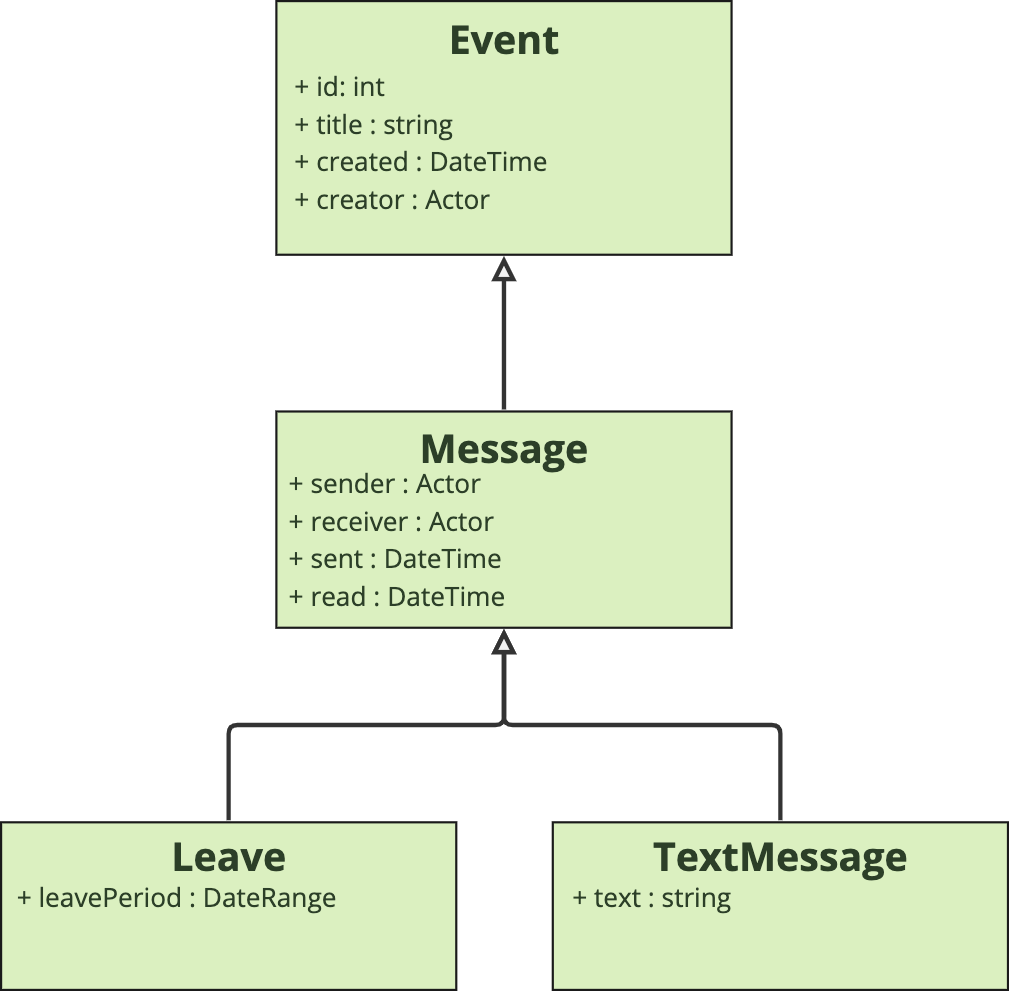 Event
+ id: int
+ title : string
+ created : DateTime
+ creator : Actor
Message
+ sender : Actor
+ receiver : Actor
+ sent : DateTime
+ read : DateTime
Leave
+ leavePeriod : DateRange
TextMessage
+ text : string